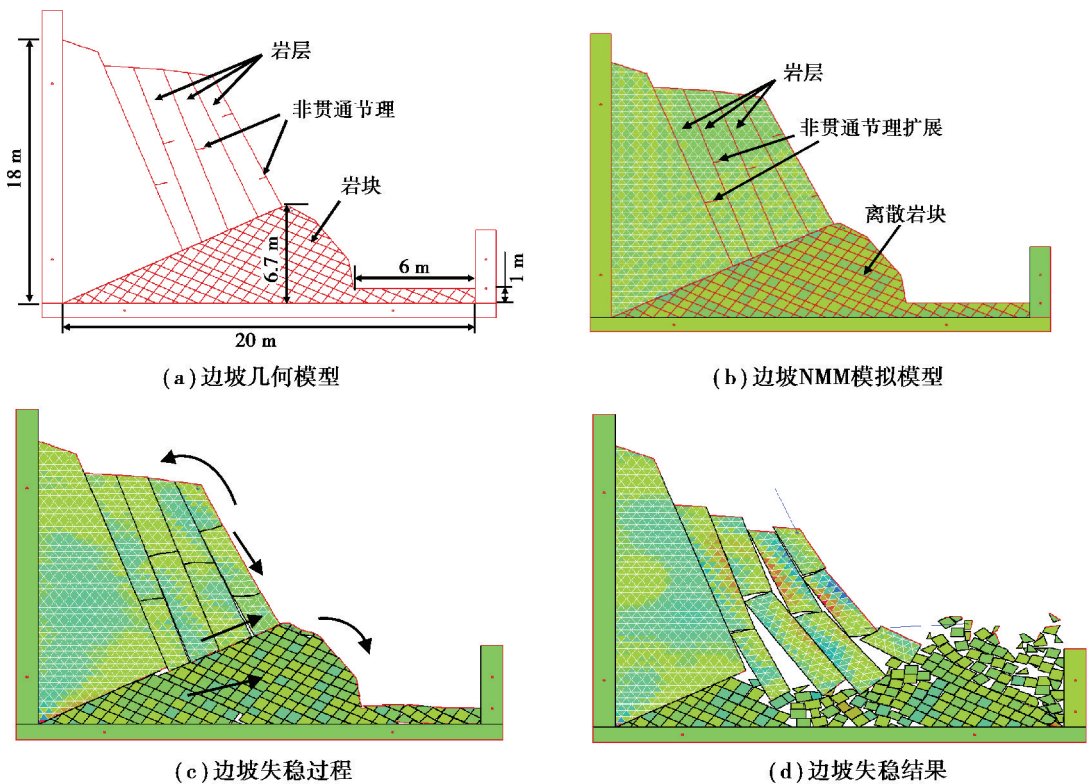 岩层
非贯通节理
岩块
18 m
6.7 m
6 m
1 m
20 m
(a)边坡几何模型
岩层
非贯通节理扩展
离散岩块
(b)边坡NMM模拟模型
(c)边坡失稳过程
(d)边坡失稳结果